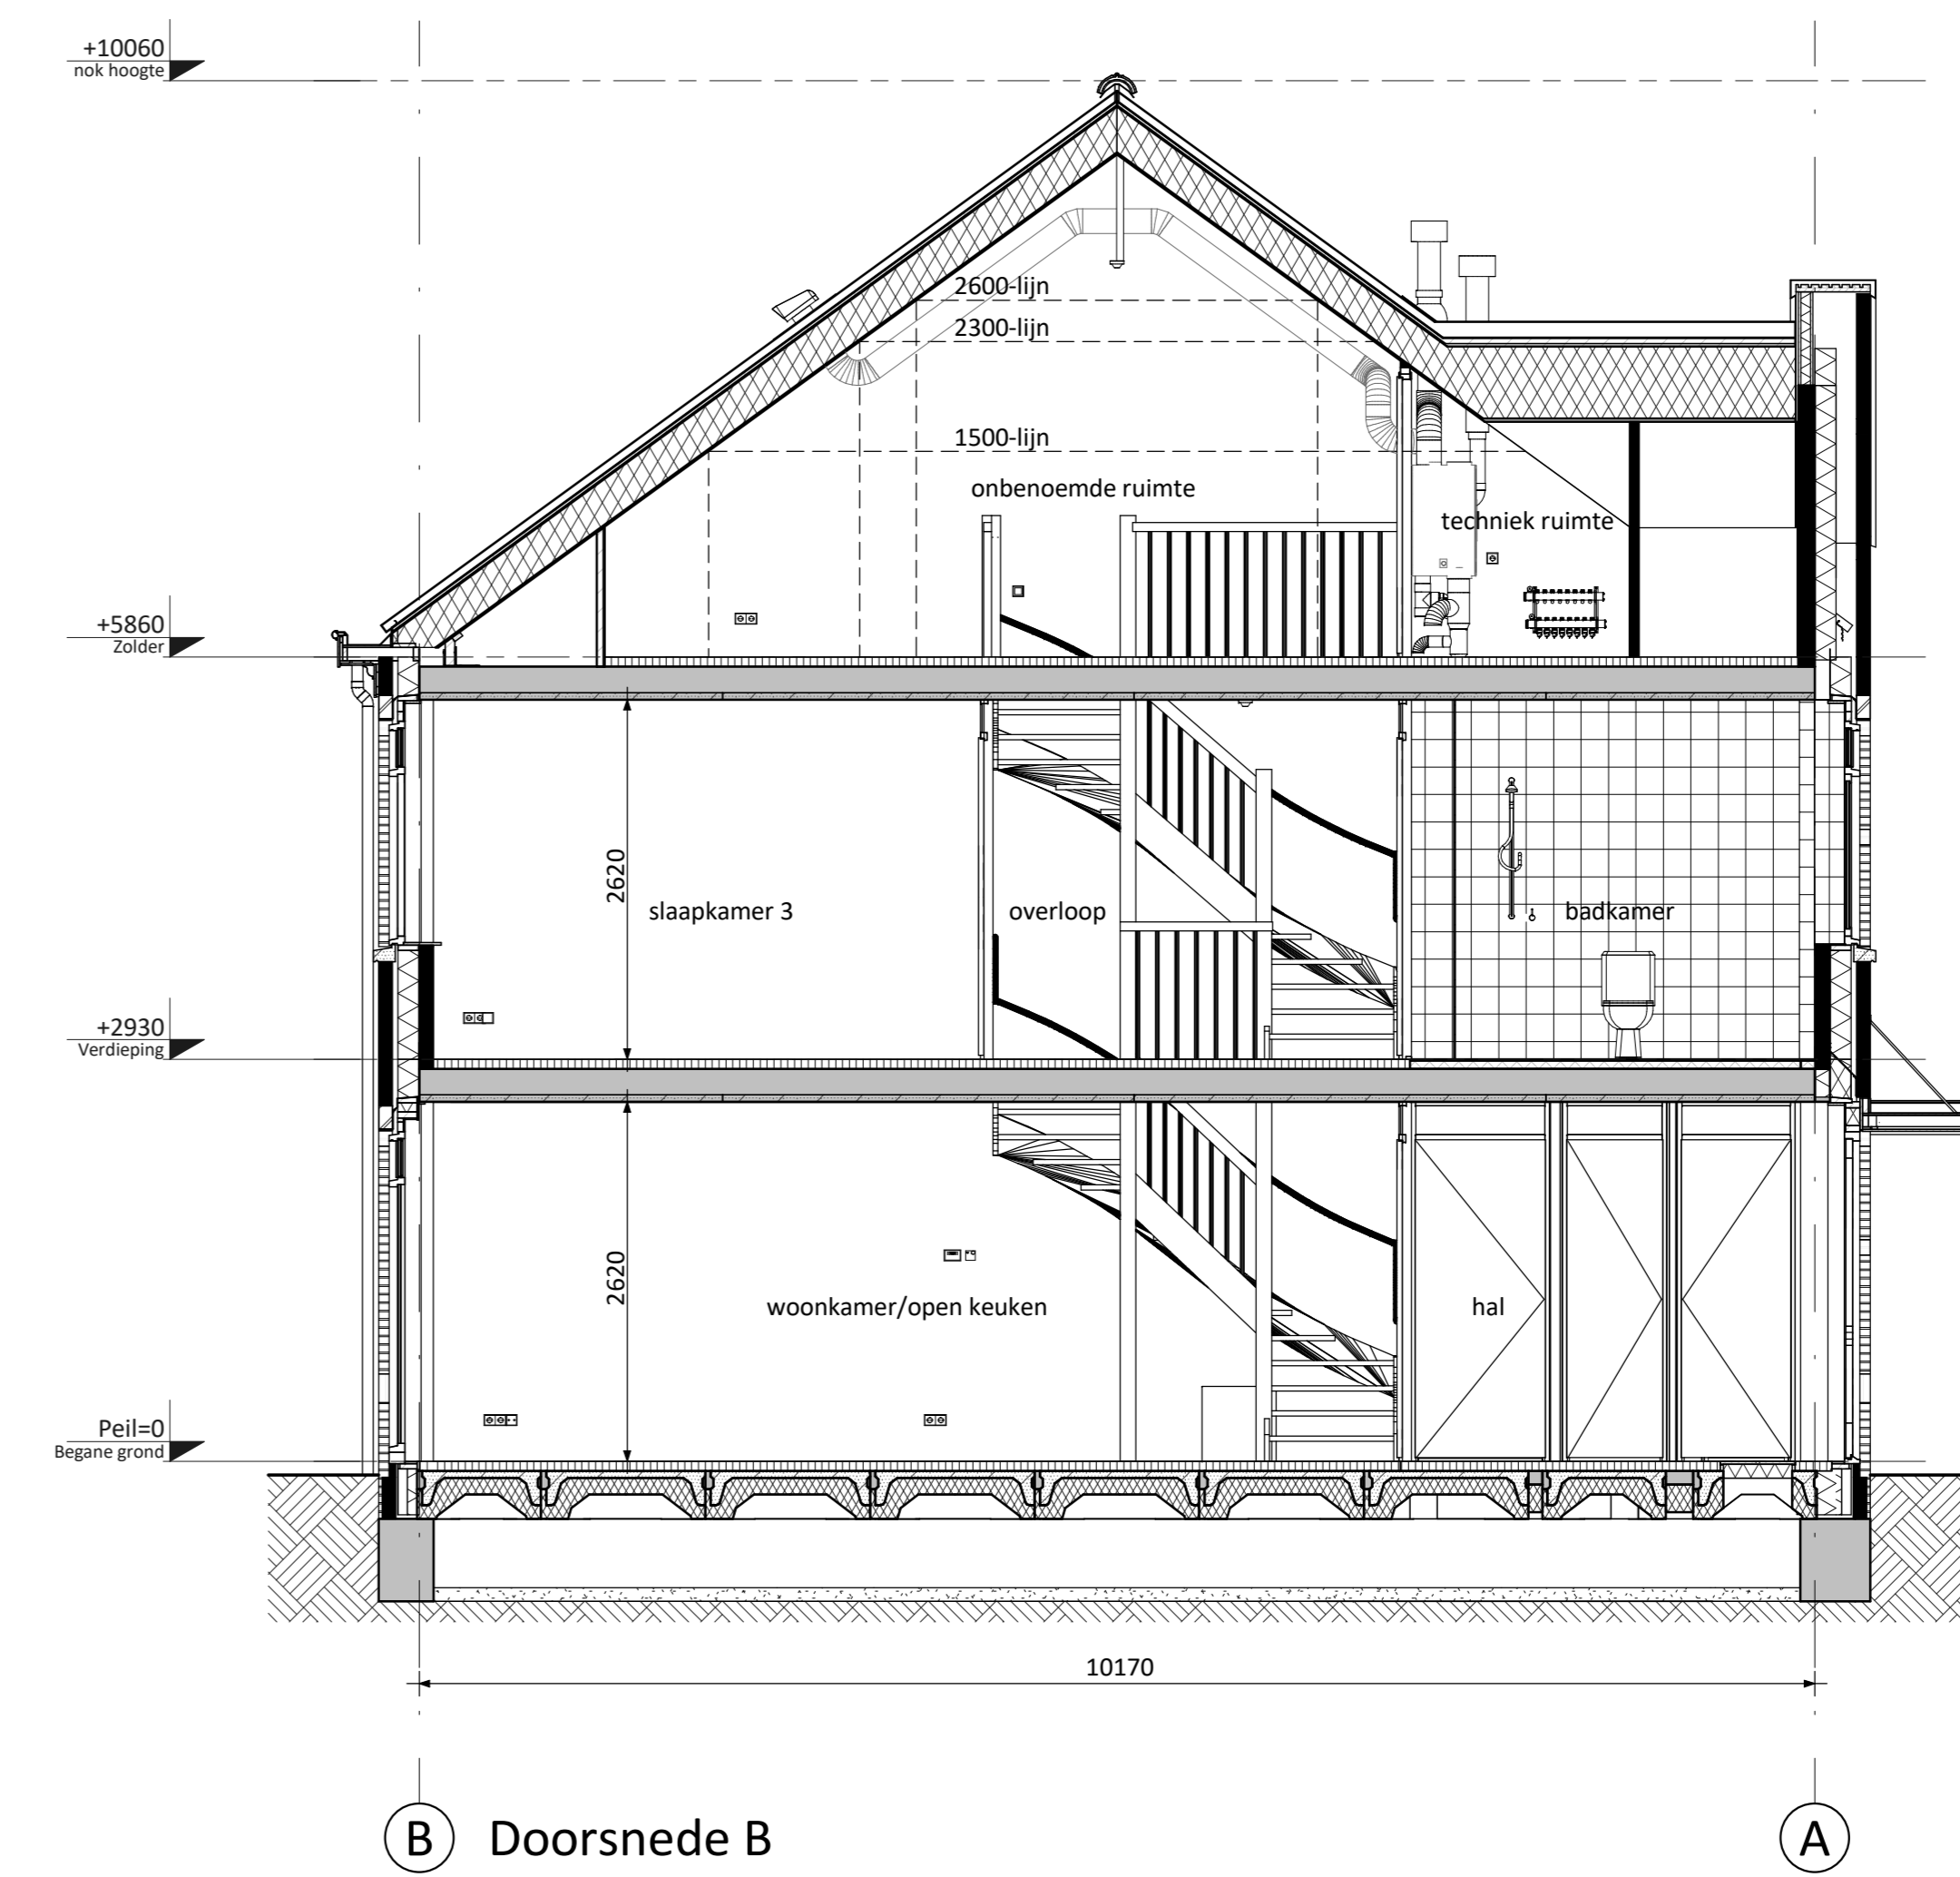 +10060
nok hoogte
2600-lijn
2300-lijn
1500-lijn
onbenoemde ruimte
techniek ruimte
+5860
Zolder
2620
slaapkamer 3
overloop
badkamer
+2930
Verdieping
2620
woonkamer/open keuken
hal
Peil=0
Begane grond
10170
B
Doorsnede B
A